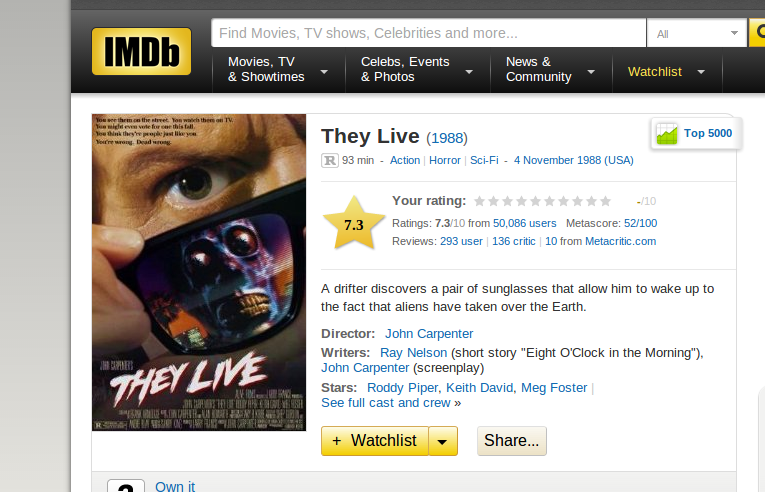 IMDb
Find Movies, TV shows, Celebrities and more...
All
Movies, TV
& Showtimes
Celebs, Events
& Photos
News &
Community
Watchlist
You see them on the street. You watch them on TV.
You might even vote for one this fall.
You think they're people just like you.
You're wrong. Dead wrong.
JOHN CARPENTER'S
THEY LIVE
They Live (1988)
Top 5000
R 93 min - Action | Horror | Sci-Fi - 4 November 1988 (USA)
7.3
Your rating:
-/10
Ratings: 7.3/10 from 50,086 users Metascore: 52/100
Reviews: 293 user | 136 critic | 10 from Metacritic.com
A drifter discovers a pair of sunglasses that allow him to wake up to
the fact that aliens have taken over the Earth.
Director: John Carpenter
Writers: Ray Nelson (short story "Eight O'Clock in the Morning"),
John Carpenter (screenplay)
Stars: Roddy Piper, Keith David, Meg Foster |
See full cast and crew »
+ Watchlist
Share...
Own it